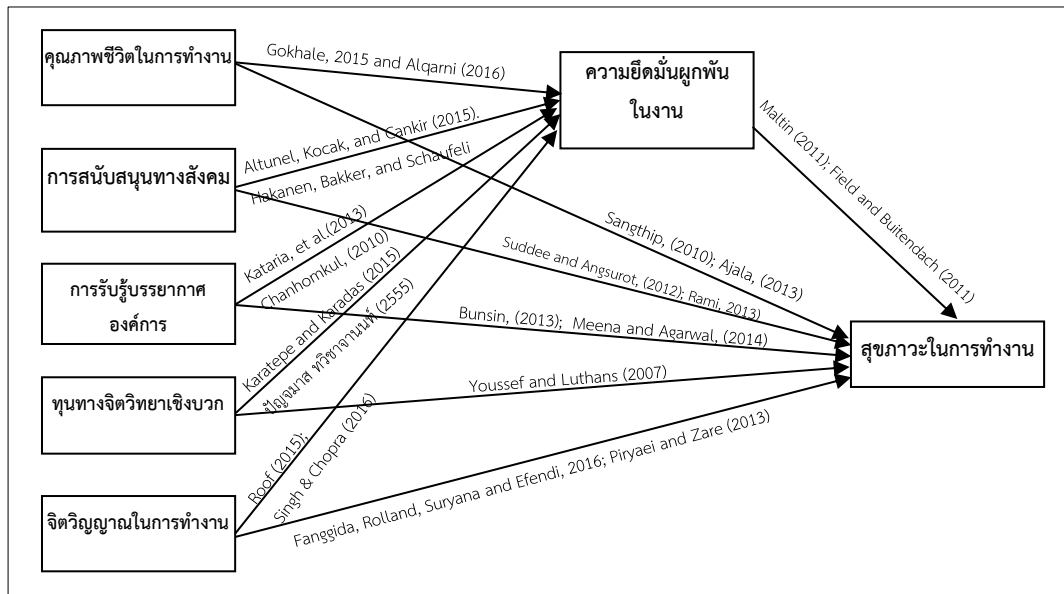 คุณภาพชีวิตในการทำงาน
Gokhale, 2015 and Alqarni (2016)
ความยึดมั่นผูกพัน
ในงาน
Maltin (2011); Field and Buitendach (2011)
การสนับสนุนทางสังคม
Altunel, Kocak, and Cankir (2015).
Hakanen, Bakker, and Schaufeli
Sangthip, (2010); Ajala, (2013)
Suddee and Angsurot, (2012); Rami, 2013)
การรับรู้บรรยากาศ
องค์การ
Kataria, et al.(2013)
Chanhomkul, (2010)
Bunsin, (2013); Meena and Agarwal, (2014)
สุขภาวะในการทำงาน
ทุนทางจิตวิทยาเชิงบวก
Karatepe and Karadas (2015)
ปัญจมาส ทวิชาจานนท์ (2555)
Youssef and Luthans (2007)
จิตวิญญาณในการทำงาน
Roof (2015);
Singh & Chopra (2016)
Fanggida, Rolland, Suryana and Efendi, 2016; Piryaei and Zare (2013)